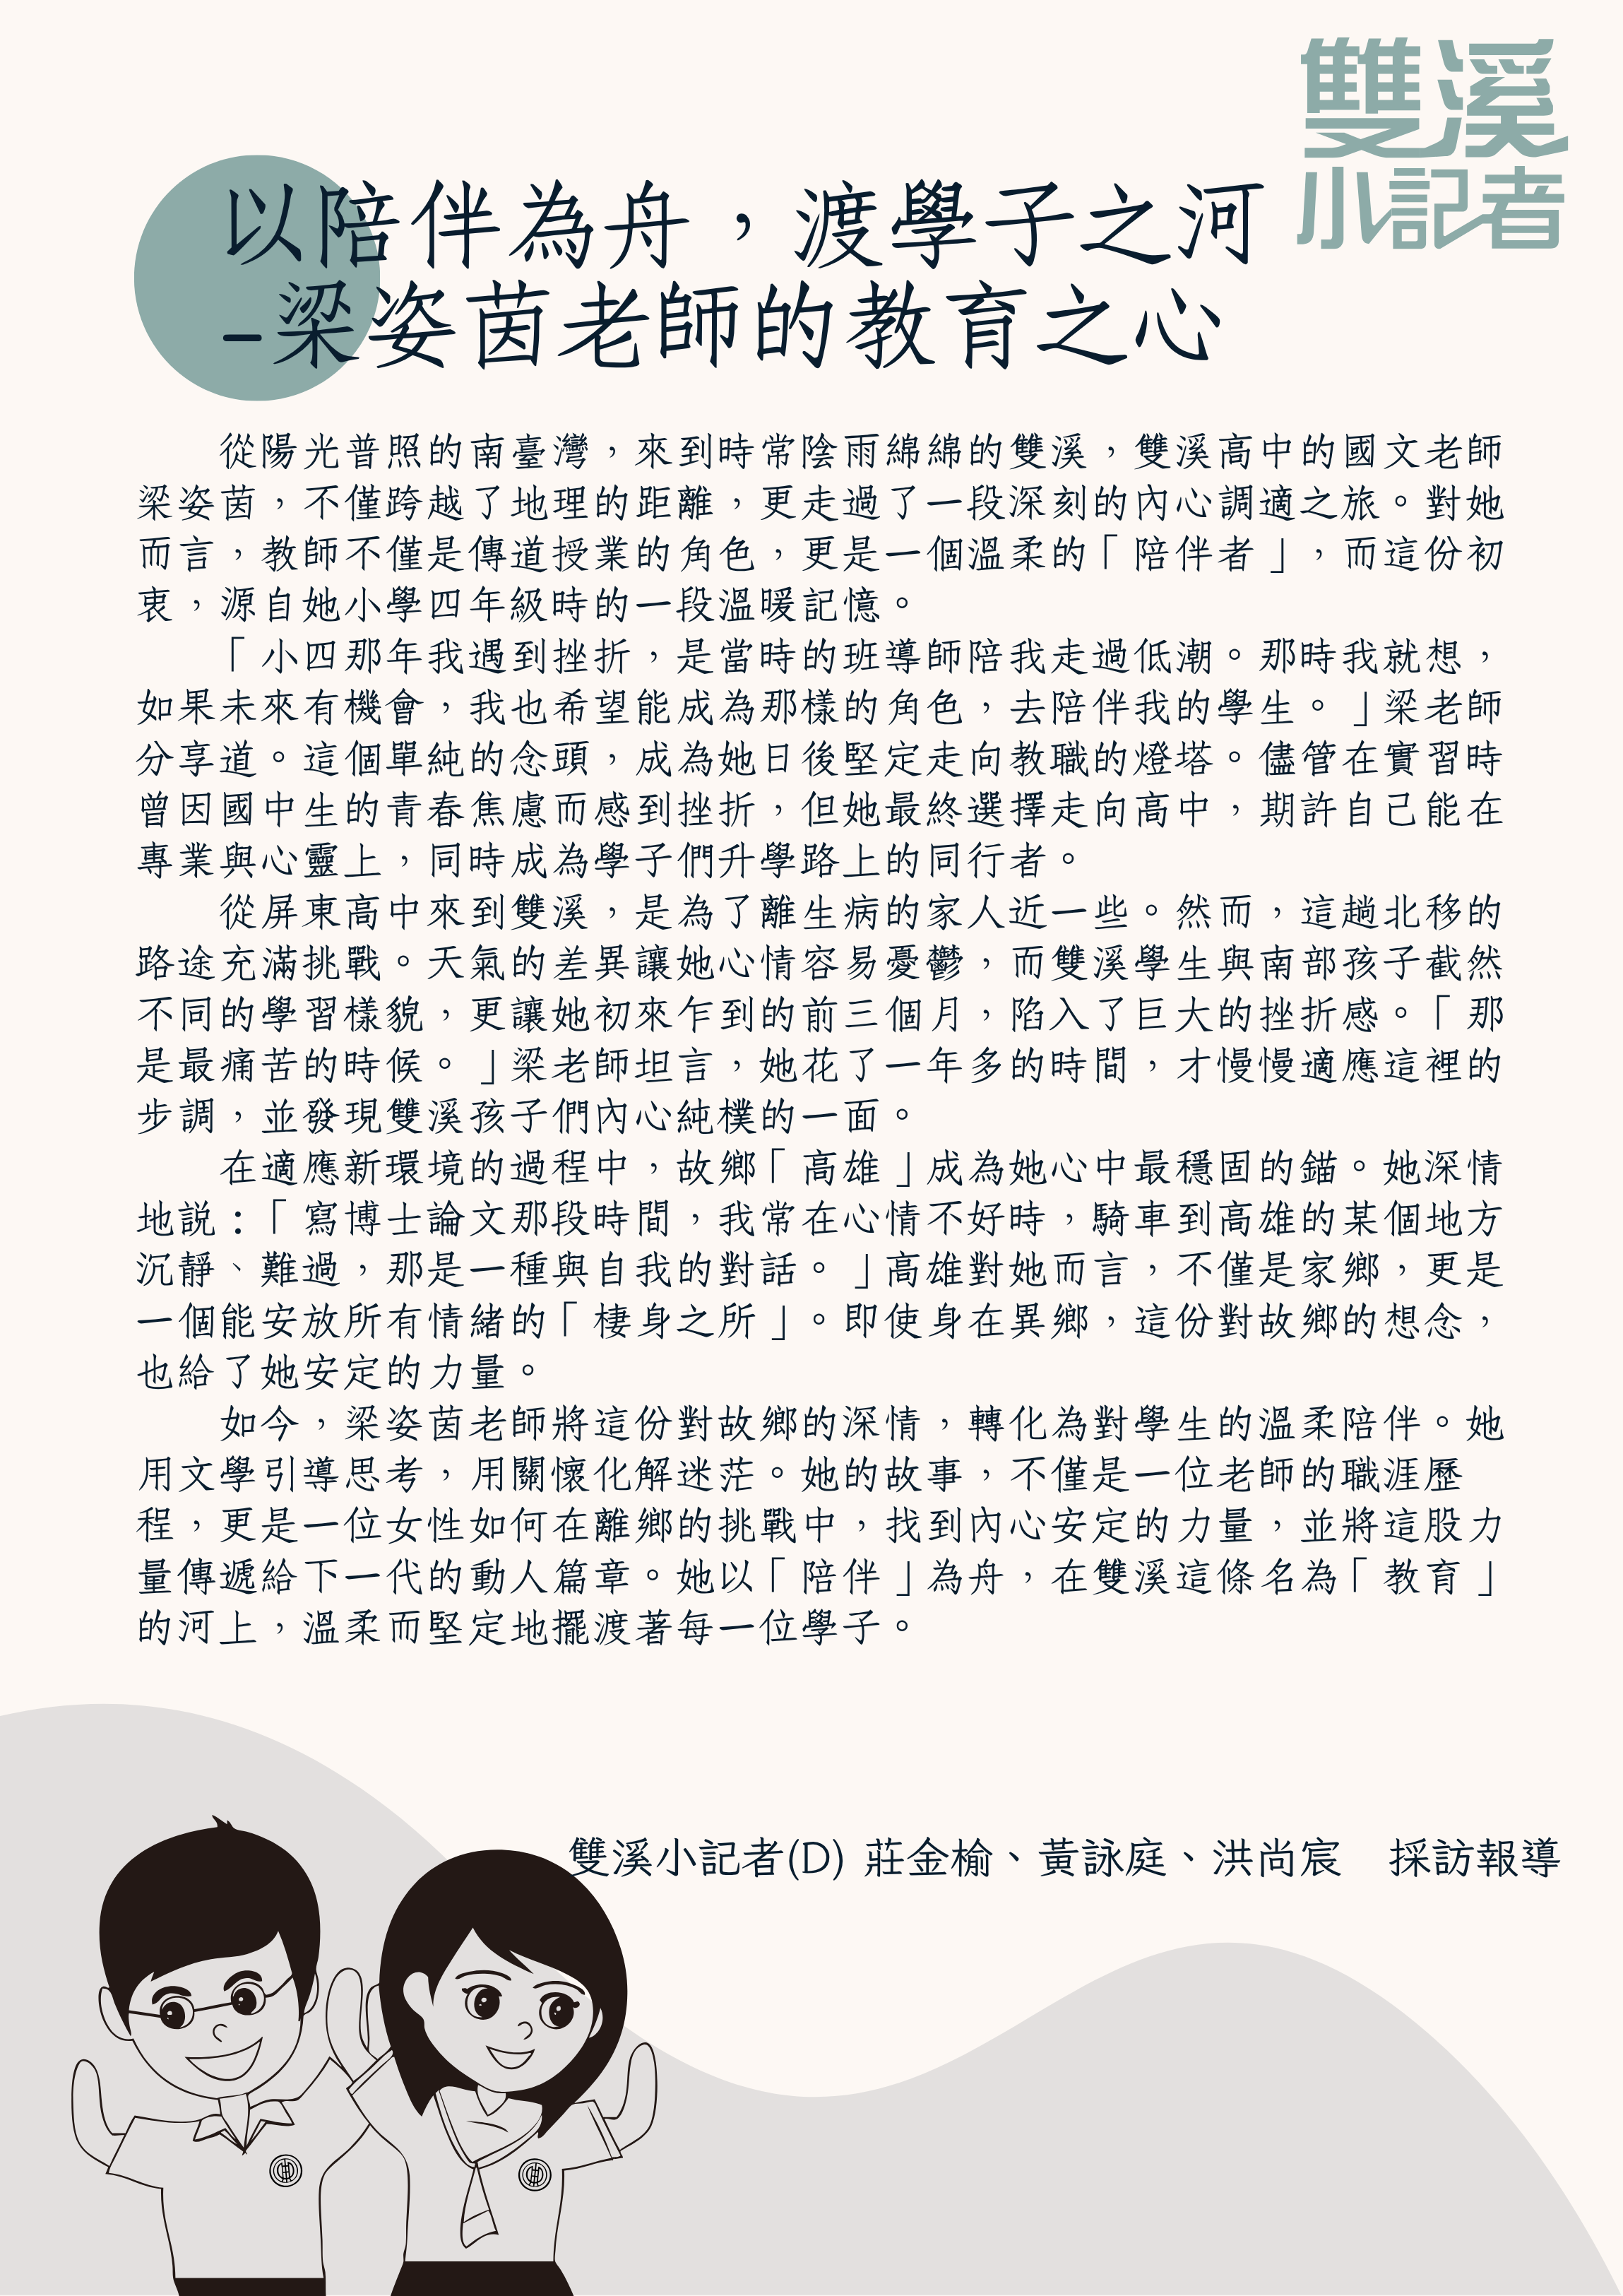 雙溪
小記者
以陪伴為舟，渡學子之河
–梁姿茵老師的教育之心
從陽光普照的南臺灣，來到時常陰雨綿綿的雙溪，雙溪高中的國文老師
梁姿茵，不僅跨越了地理的距離，更走過了一段深刻的內心調適之旅。對她
而言，教師不僅是傳道授業的角色，更是一個溫柔的「陪伴者」，而這份初
衷，源自她小學四年級時的一段溫暖記憶。
「小四那年我遇到挫折，是當時的班導師陪我走過低潮。那時我就想，
如果未來有機會，我也希望能成為那樣的角色，去陪伴我的學生。」梁老師
分享道。這個單純的念頭，成為她日後堅定走向教職的燈塔。儘管在實習時
曾因國中生的青春焦慮而感到挫折，但她最終選擇走向高中，期許自己能在
專業與心靈上，同時成為學子們升學路上的同行者。
從屏東高中來到雙溪，是為了離生病的家人近一些。然而，這趟北移的
路途充滿挑戰。天氣的差異讓她心情容易憂鬱，而雙溪學生與南部孩子截然
不同的學習樣貌，更讓她初來乍到的前三個月，陷入了巨大的挫折感。「那
是最痛苦的時候。」梁老師坦言，她花了一年多的時間，才慢慢適應這裡的
步調，並發現雙溪孩子們內心純樸的一面。
在適應新環境的過程中，故鄉「高雄」成為她心中最穩固的錨。她深情
地說：「寫博士論文那段時間，我常在心情不好時，騎車到高雄的某個地方
沉靜、難過，那是一種與自我的對話。」高雄對她而言，不僅是家鄉，更是
一個能安放所有情緒的「棲身之所」。即使身在異鄉，這份對故鄉的想念，
也給了她安定的力量。
如今，梁姿茵老師將這份對故鄉的深情，轉化為對學生的溫柔陪伴。她
用文學引導思考，用關懷化解迷茫。她的故事，不僅是一位老師的職涯歷
程，更是一位女性如何在離鄉的挑戰中，找到內心安定的力量，並將這股力
量傳遞給下一代的動人篇章。她以「陪伴」為舟，在雙溪這條名為「教育」
的河上，溫柔而堅定地擺渡著每一位學子。
雙溪小記者(D) 莊金榆、黃詠庭、洪尚宸　採訪報導